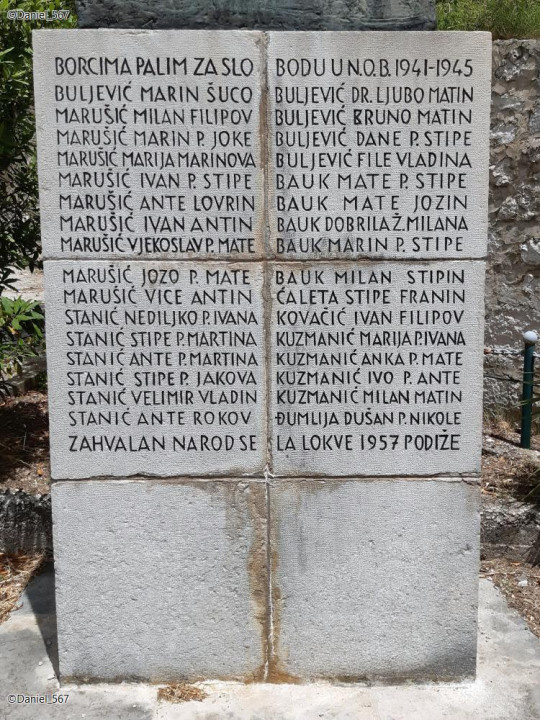 ©Daniel_567
BORCIMA PALIM ZA SLOBODU U N.O.B. 1941-1945
BULJEVIĆ MARIN ŠUCO
MARUŠIĆ MILAN FILIPOV
MARUŠIĆ MARIN P. JOKE
MARUŠIĆ MARIJA MARINOVA
MARUŠIĆ IVAN P. STIPE
MARUŠIĆ ANTE LOVRIN
MARUŠIĆ IVAN ANTIN
MARUŠIĆ VJEKOSLAV P. MATE
MARUŠIĆ JOZO P. MATE
MARUŠIĆ VICE ANTIN
STANIĆ NEDILJKO P. IVANA
STANIĆ STIPE P. MARTINA
STANIĆ ANTE P. MARTINA
STANIĆ STIPE P. JAKOVA
STANIĆ VELIMIR VLADIN
STANIĆ ANTE ROKOV
BULJEVIĆ DR. LJUBO MATIN
BULJEVIĆ BRUNO MATIN
BULJEVIĆ DANE P. STIPE
BULJEVIĆ FILE VLADINA
BAUK MATE P. STIPE
BAUK MATE JOZIN
BAUK DOBRILA Ž. MILANA
BAUK MARIN P. STIPE
BAUK MILAN STIPIN
ĆALETA STIPE FRANIN
KOVAČIĆ IVAN FILIPOV
KUZMANIĆ MARIJA P. IVANA
KUZMANIĆ ANKA P. MATE
KUZMANIĆ IVO P. ANTE
KUZMANIĆ MILAN MATIN
ĐUMLIJA DUŠAN P. NIKOLE
ZAHVALAN NAROD SELA LOKVE 1957 PODIŽE
©Daniel_567